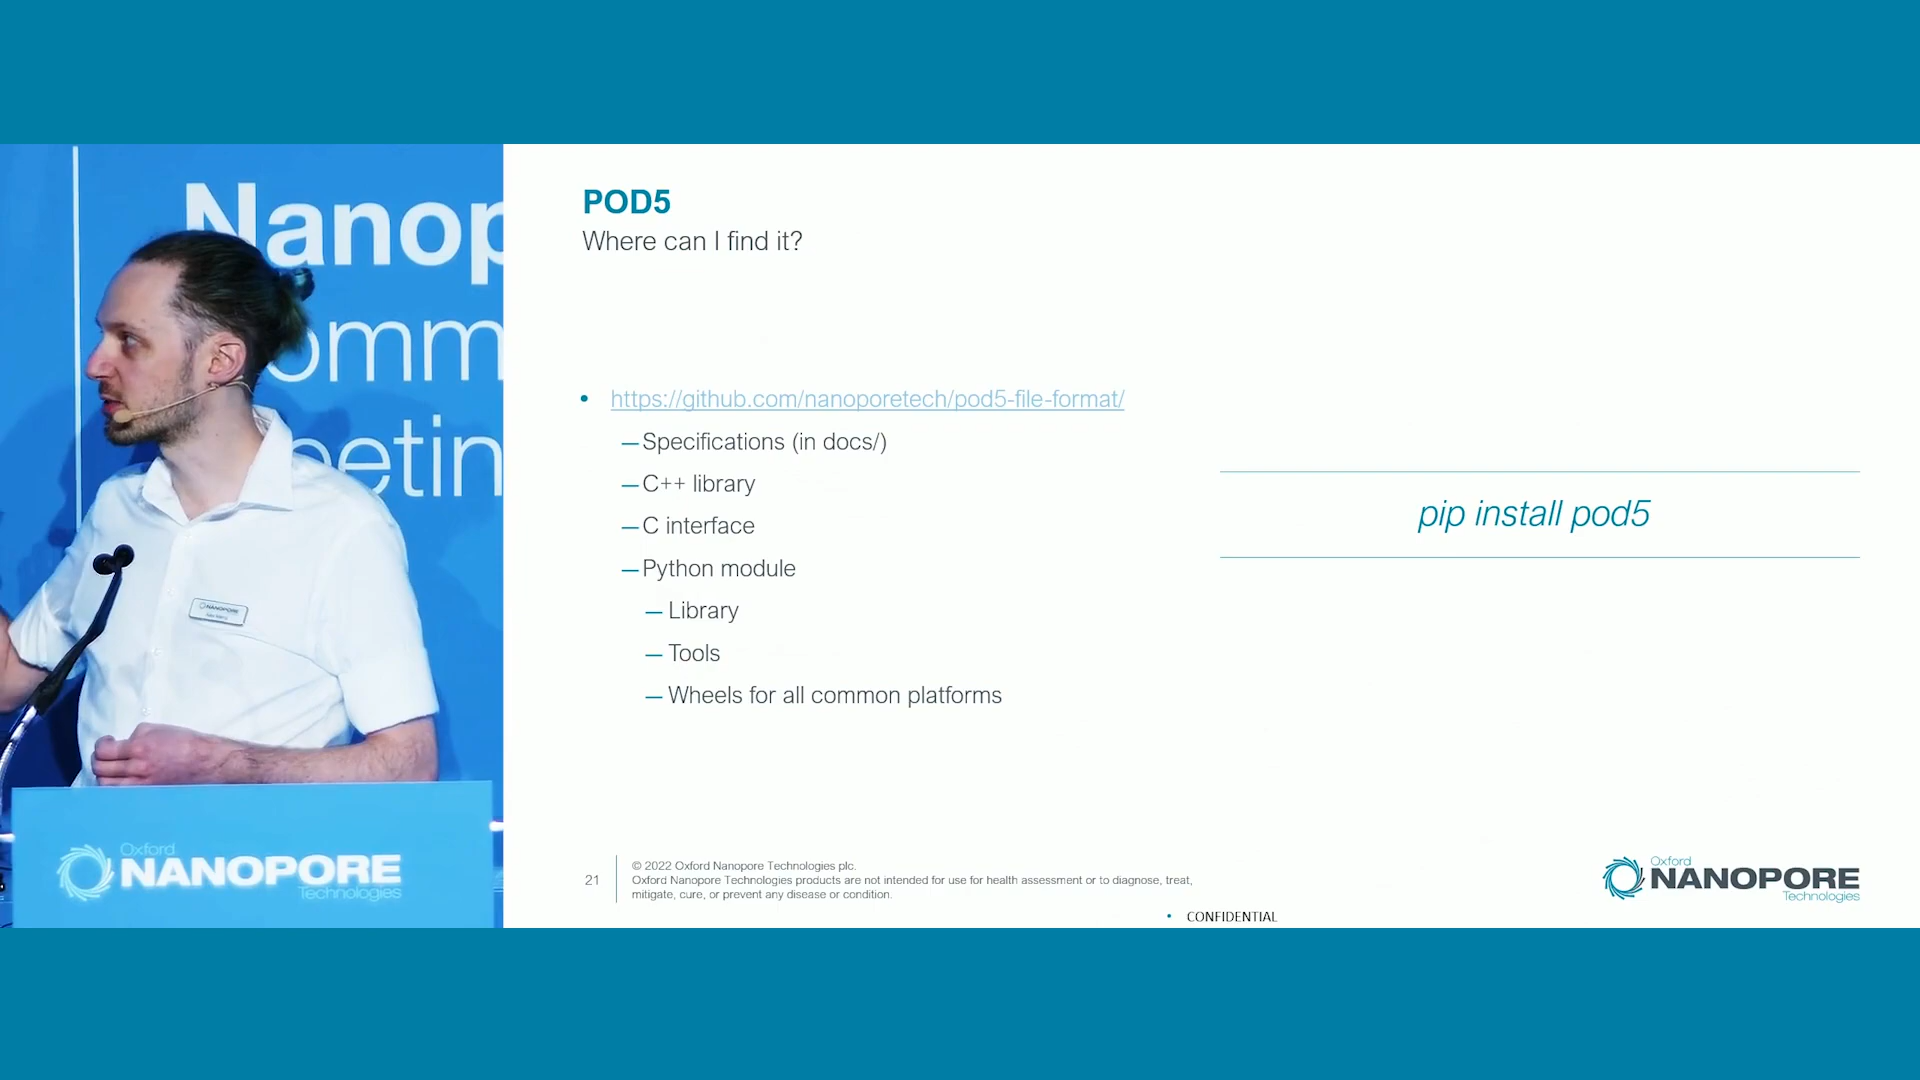 Nanop
omm
eetin
NANOPORE
Oxford
NANOPORE
Technologies
POD5
Where can I find it?
• https://github.com/nanoporetech/pod5-file-format/
— Specifications (in docs/)
— C++ library
— C interface
— Python module
— Library
— Tools
— Wheels for all common platforms
pip install pod5
21
© 2022 Oxford Nanopore Technologies plc.
Oxford Nanopore Technologies products are not intended for use for health assessment or to diagnose, treat,
mitigate, cure, or prevent any disease or condition.
• CONFIDENTIAL
Oxford
NANOPORE
Technologies